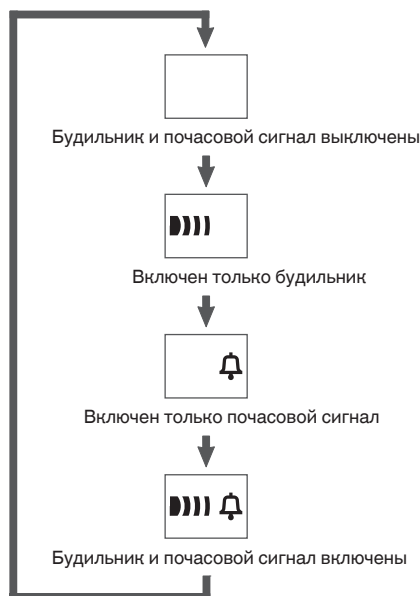 Будильник и почасовой сигнал выключены
Включен только будильник
Включен только почасовой сигнал
Будильник и почасовой сигнал включены